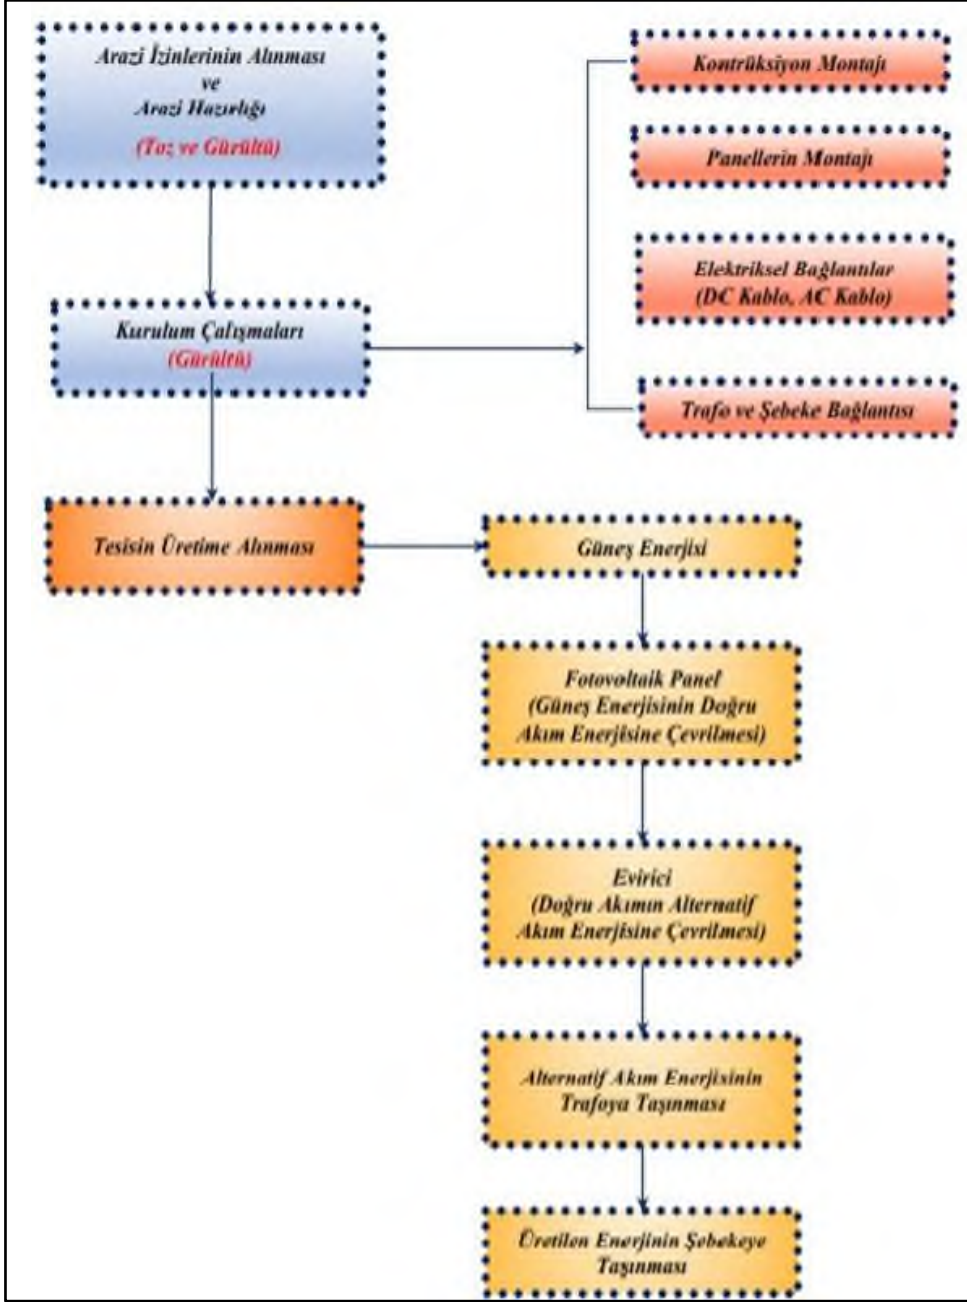 Arazi İzinlerinin Alınması
ve
Arazi Hazırlığı
(Toz ve Gürültü)
Kurulum Çalışmaları
(Gürültü)
Kontrüksiyon Montajı
Panellerin Montajı
Elektriksel Bağlantılar
(DC Kablo, AC Kablo)
Trafo ve Şebeke Bağlantısı
Tesisin Üretime Alınması
Güneş Enerjisi
Fotovoltaik Panel
(Güneş Enerjisinin Doğru
Akım Enerjisine Çevrilmesi)
Evirici
(Doğru Akımın Alternatif
Akım Enerjisine Çevrilmesi)
Alternatif Akım Enerjisinin
Trafoya Taşınması
Üretilen Enerjinin Şebekeye
Taşınması